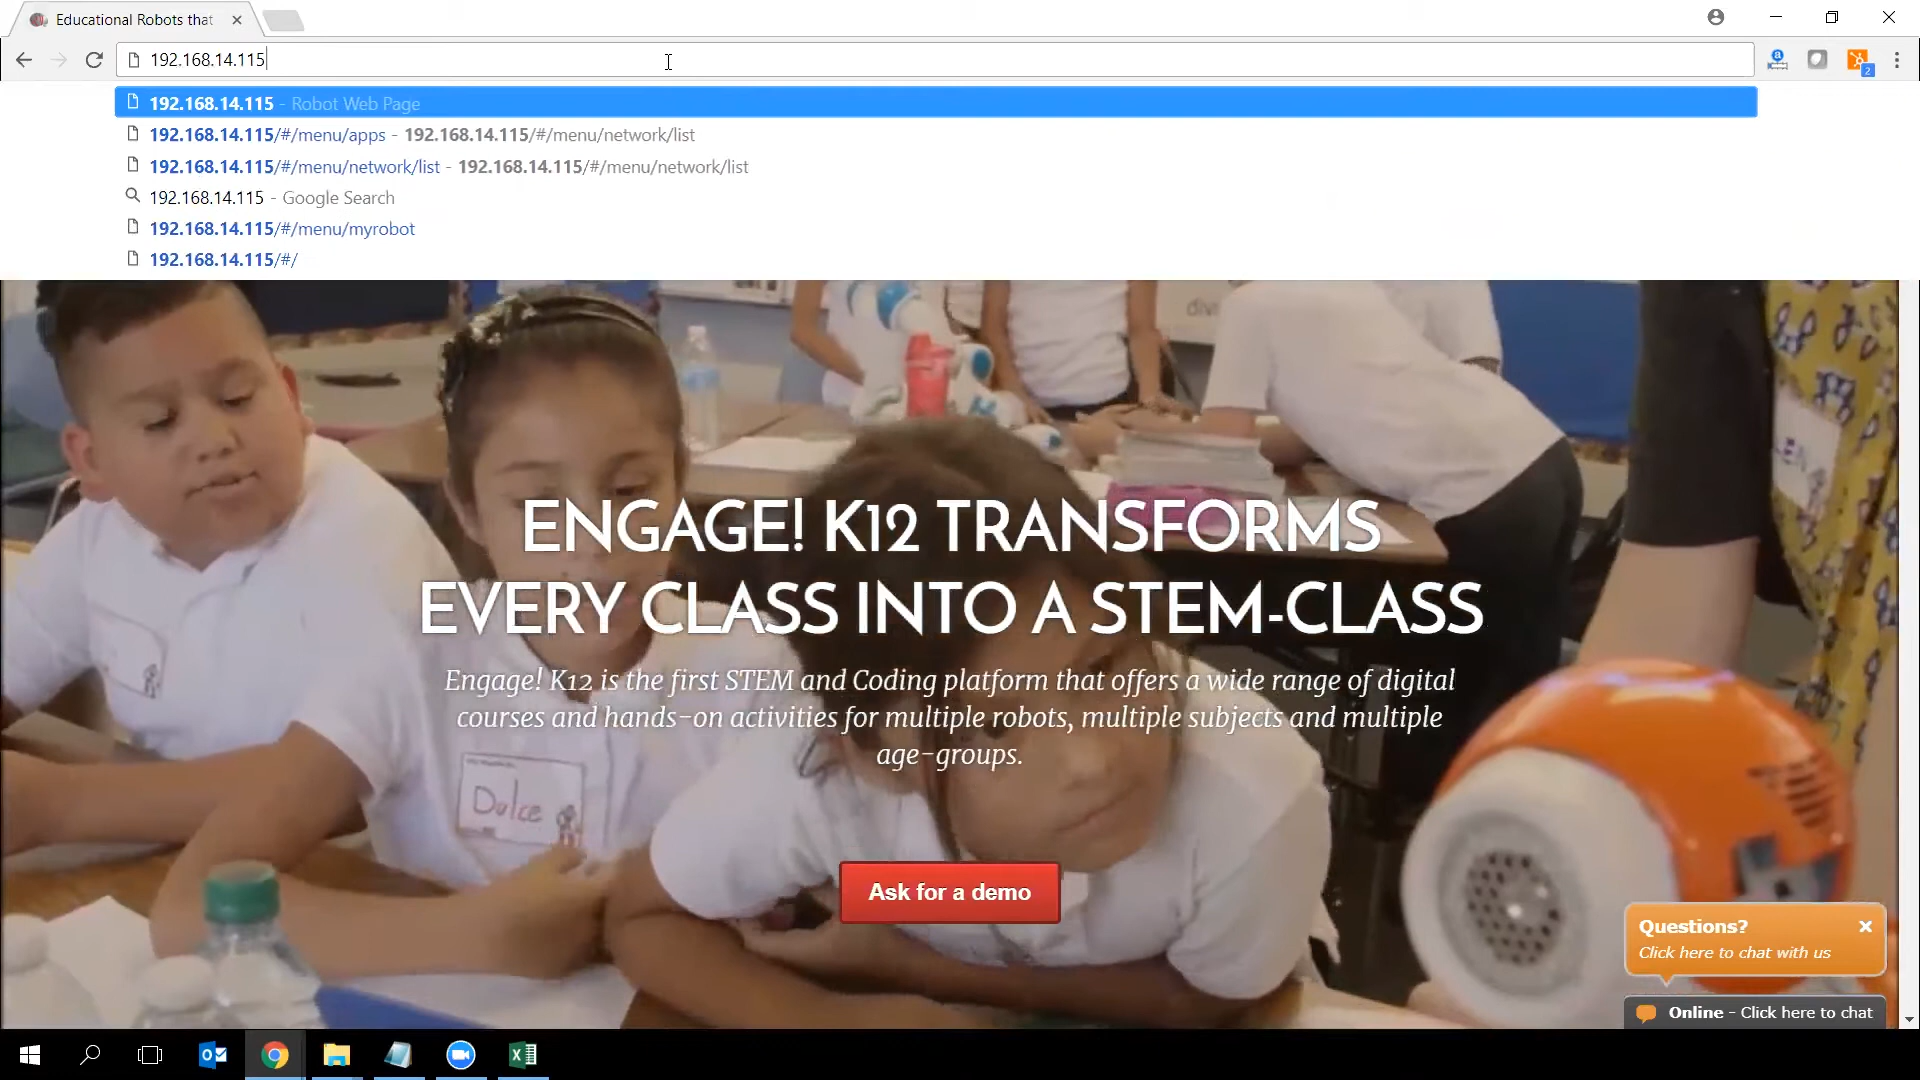 Educational Robots that
192.168.14.115
192.168.14.115 - Robot Web Page
192.168.14.115/#/menu/apps - 192.168.14.115/#/menu/network/list
192.168.14.115/#/menu/network/list - 192.168.14.115/#/menu/network/list
192.168.14.115 - Google Search
192.168.14.115/#/menu/myrobot
192.168.14.115/#/
ENGAGE! K12 TRANSFORMS
EVERY CLASS INTO A STEM-CLASS
Engage! K12 is the first STEM and Coding platform that offers a wide range of digital
courses and hands-on activities for multiple robots, multiple subjects and multiple
age-groups.
Dulce
Ask for a demo
Questions?
Click here to chat with us
Online - Click here to chat
2